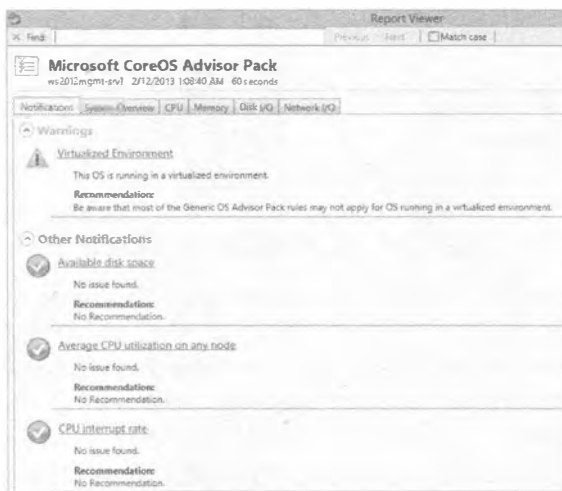 Report Viewer
Find:
Previous Next Match case
Microsoft CoreOS Advisor Pack
ws2012mgmt-srv1 2/12/2013 1:08:40 AM 60 seconds
Notifications System Overview CPU Memory Disk I/O Network I/O
Warnings
Virtualized Environment
This OS is running in a virtualized environment.
Recommendation:
Be aware that most of the Generic OS Advisor Pack rules may not apply for OS running in a virtualized environment.
Other Notifications
Available disk space
No issue found.
Recommendation:
No Recommendation.
Average CPU utilization on any node
No issue found.
Recommendation:
No Recommendation.
CPU interrupt rate
No issue found.
Recommendation:
No Recommendation.